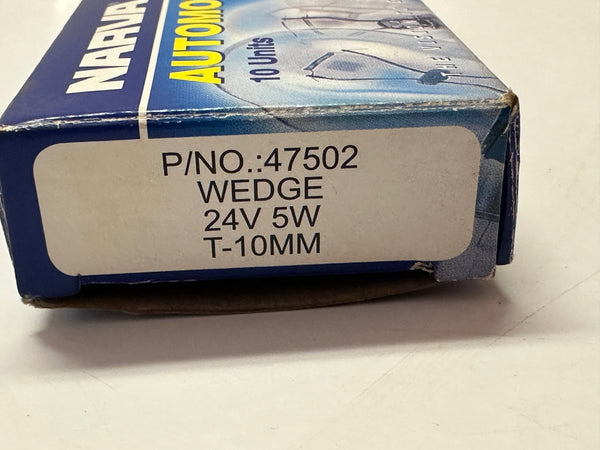 NARVA
AUTOMO
10 Units
P/NO.:47502
WEDGE
24V 5W
T-10MM